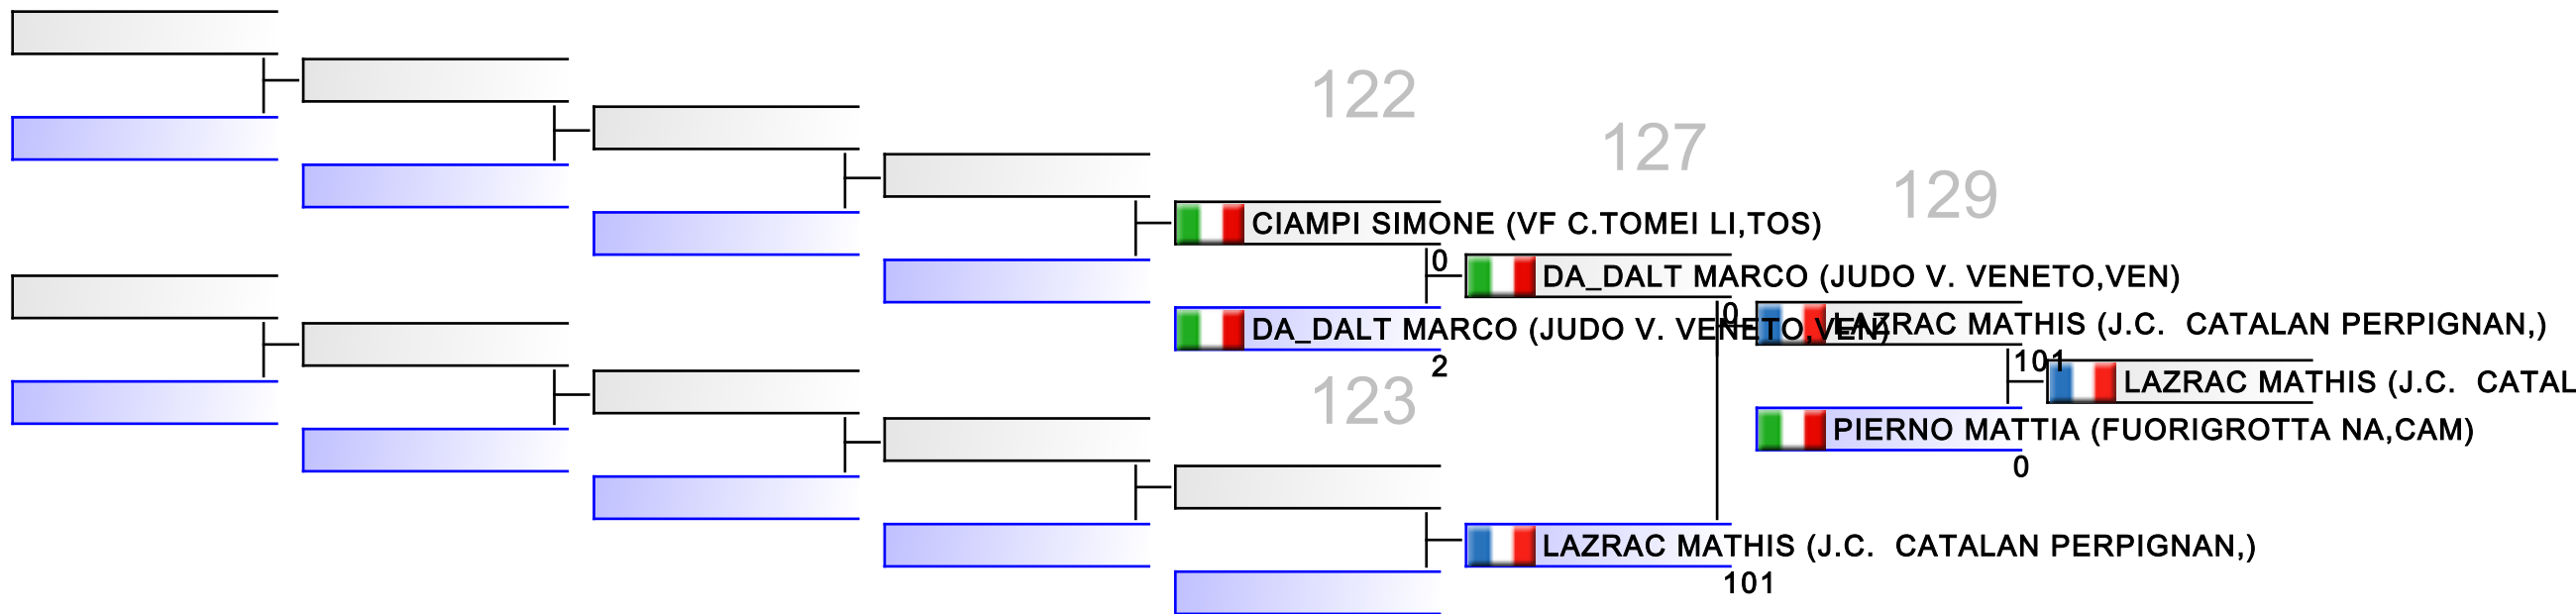 122
127
129
CIAMPI SIMONE (VF C.TOMEI LI,TOS)
0
DA_DALT MARCO (JUDO V. VENETO,VEN)
0
DA_DALT MARCO (JUDO V. VENETO,VEN)
LAZRAC MATHIS (J.C.  CATALAN PERPIGNAN,)
2
101
123
LAZRAC MATHIS (J.C.  CATAL
PIERNO MATTIA (FUORIGROTTA NA,CAM)
0
LAZRAC MATHIS (J.C.  CATALAN PERPIGNAN,)
101